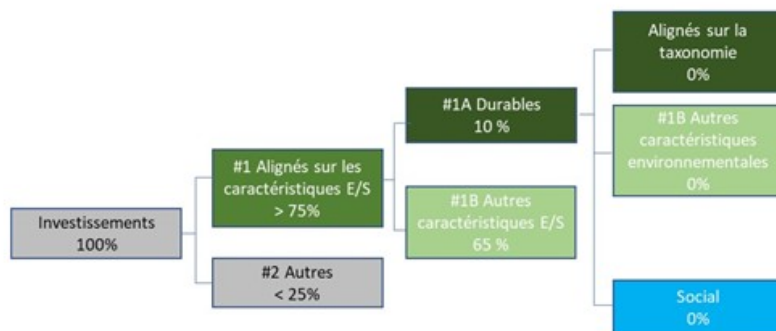 Investissements
100%
#1 Alignés sur les
caractéristiques E/S
> 75%
#2 Autres
< 25%
#1A Durables
10 %
#1B Autres
caractéristiques E/S
65 %
Alignés sur la
taxonomie
0%
#1B Autres
caractéristiques
environnementales
0%
Social
0%